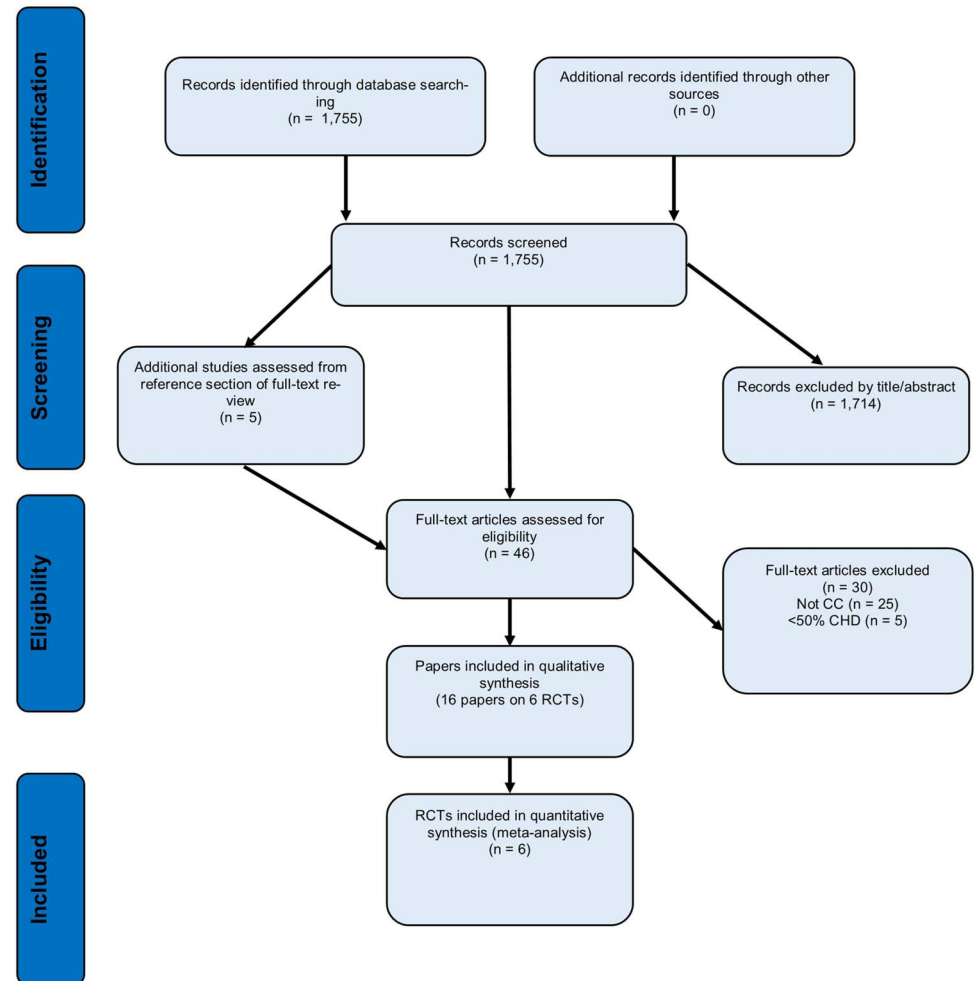 Identification
Records identified through database search-
ing
(n =  1,755)
Additional records identified through other
sources
(n = 0)
Records screened
(n = 1,755)
Screening
Additional studies assessed from
reference section of full-text re-
view
(n = 5)
Records excluded by title/abstract
(n = 1,714)
Eligibility
Full-text articles assessed for
eligibility
(n = 46)
Full-text articles excluded
(n = 30)
Not CC (n = 25)
<50% CHD (n = 5)
Papers included in qualitative
synthesis
(16 papers on 6 RCTs)
Included
RCTs included in quantitative
synthesis (meta-analysis)
(n = 6)